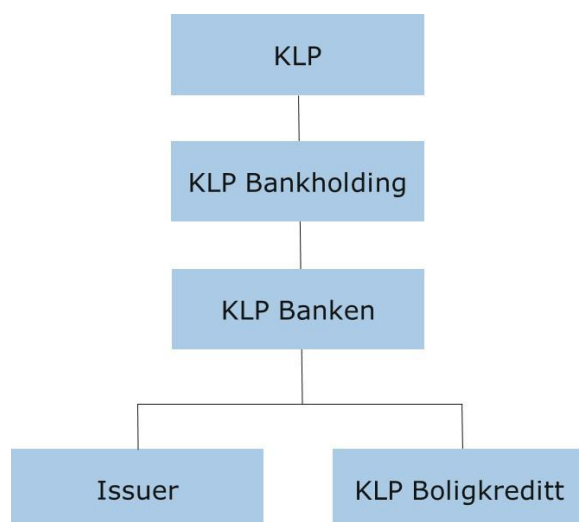 KLP
KLP Bankholding
KLP Banken
Issuer
KLP Boligkreditt